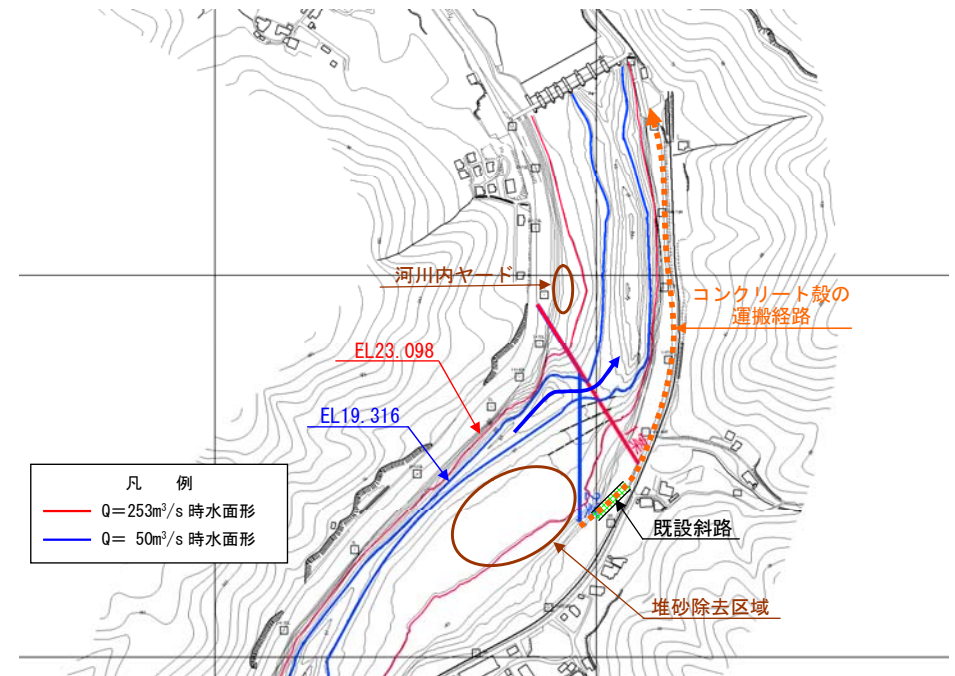 河川内ヤード
コンクリート殻の
運搬経路
EL23.098
EL19.316
凡 例
Q=253m³/s 時水面形
Q= 50m³/s 時水面形
既設斜路
堆砂除去区域